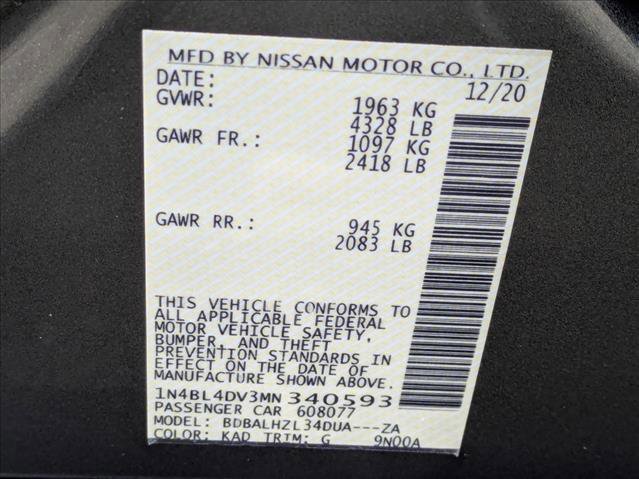 MFD BY NISSAN MOTOR CO., LTD.
DATE: 12/20
GVWR: 1963 KG
4328 LB
GAWR FR.: 1097 KG
2418 LB
GAWR RR.: 945 KG
2083 LB
THIS VEHICLE CONFORMS TO
ALL APPLICABLE FEDERAL
MOTOR VEHICLE SAFETY,
BUMPER, AND THEFT
PREVENTION STANDARDS IN
EFFECT ON THE DATE OF
MANUFACTURE SHOWN ABOVE.
1N4BL4DV3MN 340593
PASSENGER CAR 608077
MODEL: BDBALHZL34DUA---ZA
COLOR: KAD TRIM: G 9N00A